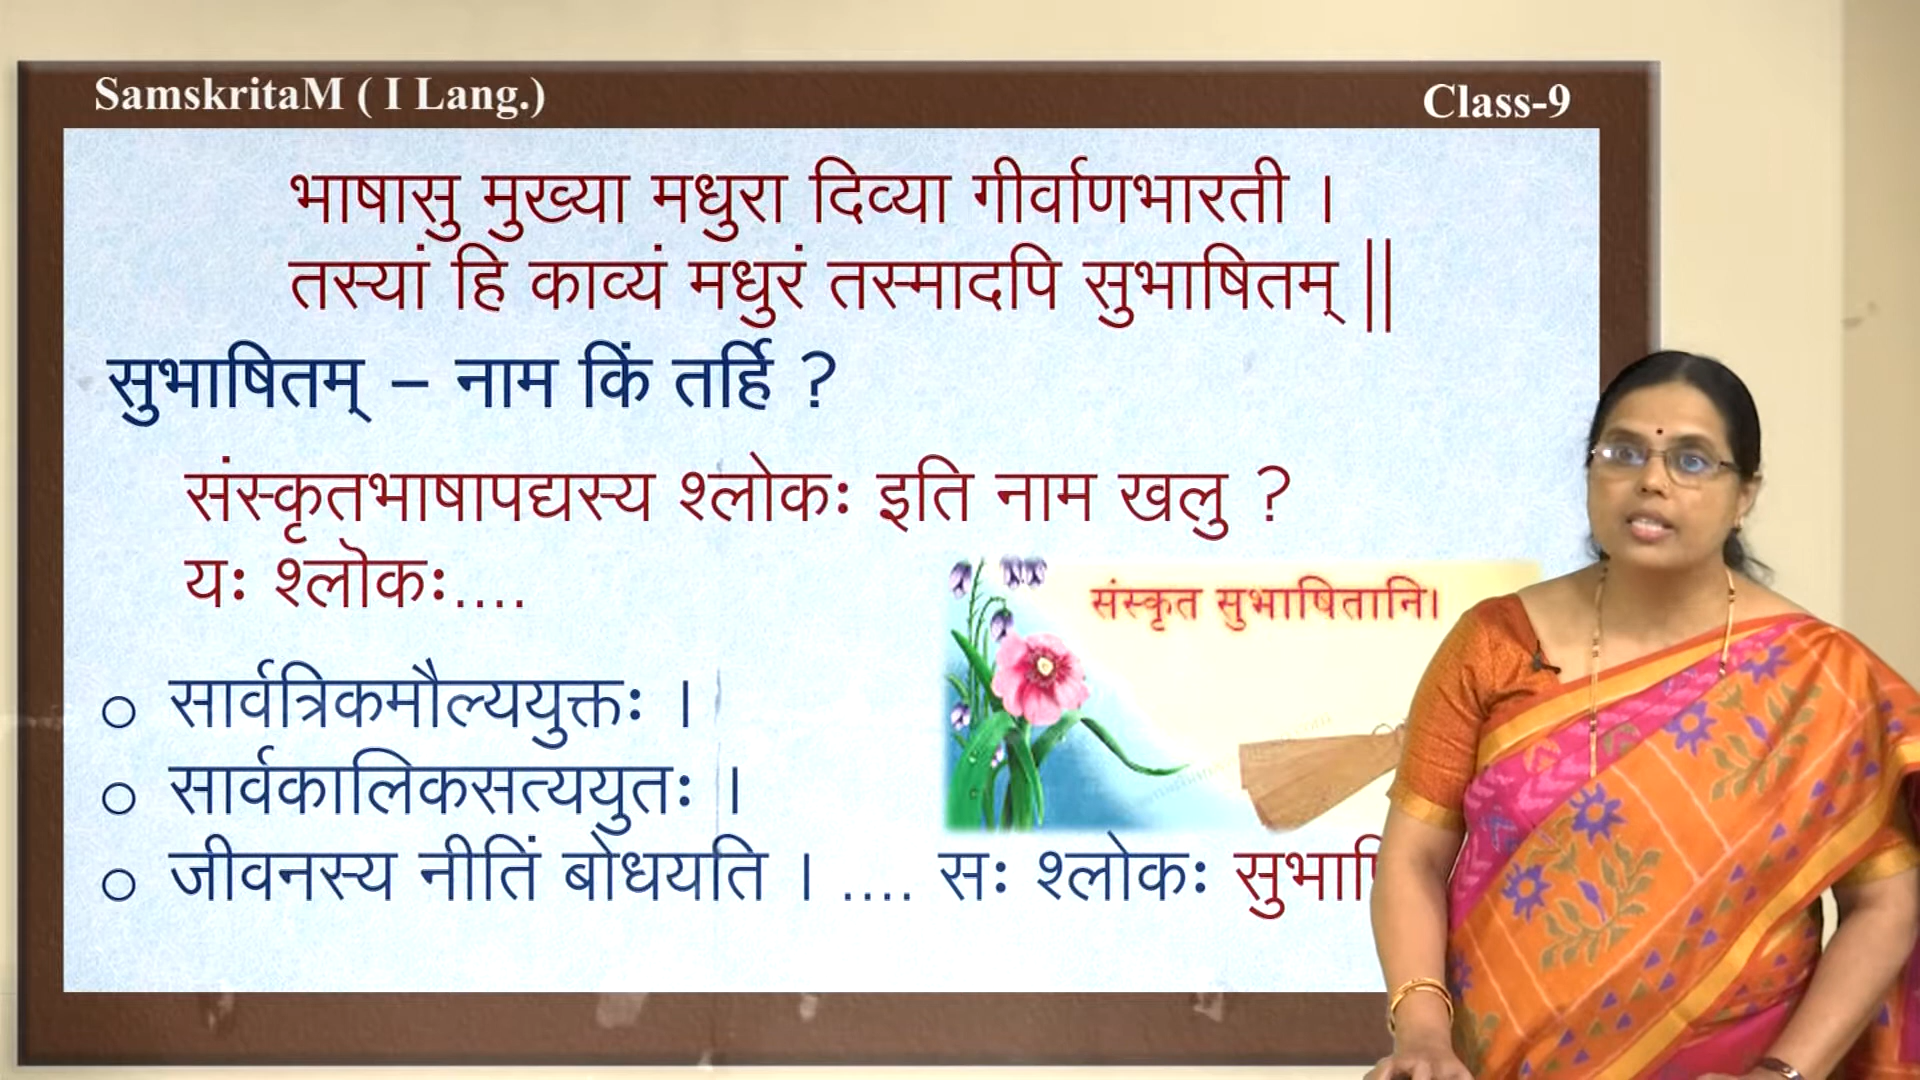 SamskritaM ( I Lang.)
Class-9
भाषासु मुख्या मधुरा दिव्या गीर्वाणभारती ।
तस्यां हि काव्यं मधुरं तस्मादपि सुभाषितम् ||
सुभाषितम् – नाम किं तर्हि ?
संस्कृतभाषापद्यस्य श्लोकः इति नाम खलु ?
यः श्लॊकः....
संस्कृत सुभाषितानि।
o सार्वत्रिकमौल्ययुक्तः ।
o सार्वकालिकसत्ययुतः ।
o जीवनस्य नीतिं बोधयति । .... सः श्लोकः